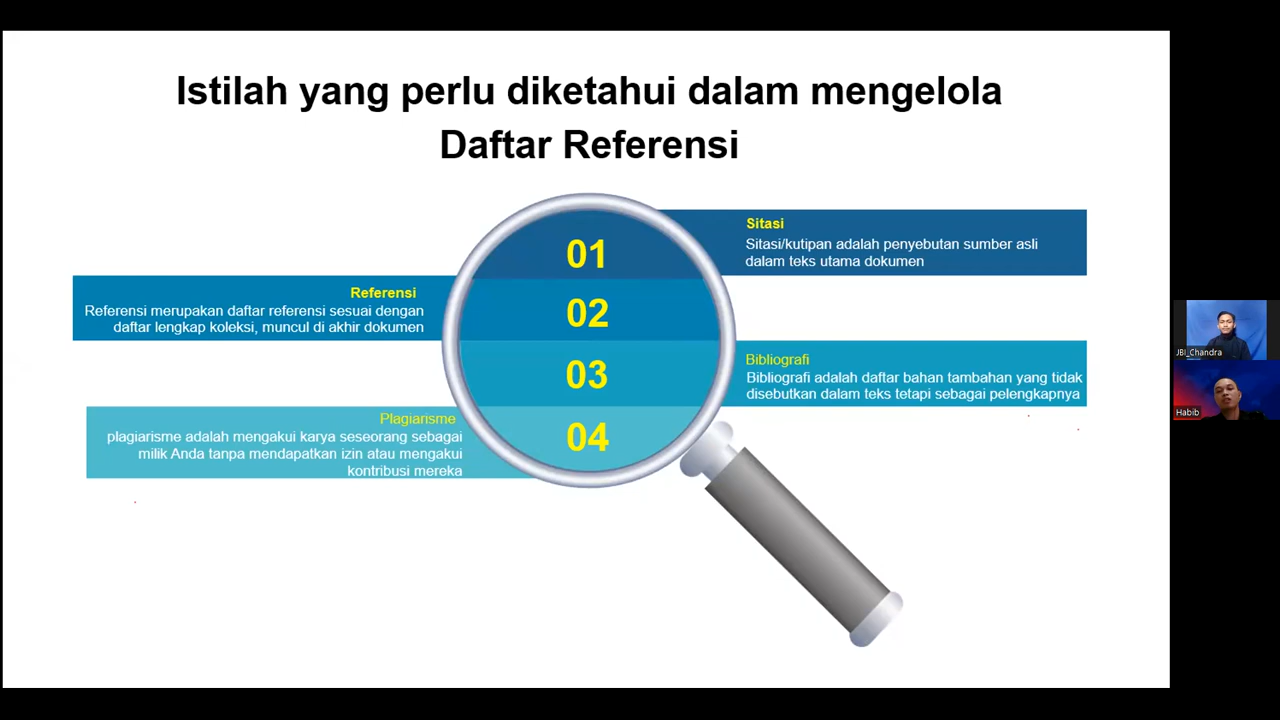 Istilah yang perlu diketahui dalam mengelola
Daftar Referensi
01
Sitasi
Sitasi/kutipan adalah penyebutan sumber asli
dalam teks utama dokumen
02
Referensi
Referensi merupakan daftar referensi sesuai dengan
daftar lengkap koleksi, muncul di akhir dokumen
03
Bibliografi
Bibliografi adalah daftar bahan tambahan yang tidak
disebutkan dalam teks tetapi sebagai pelengkapnya
04
Plagiarisme
plagiarisme adalah mengakui karya seseorang sebagai
milik Anda tanpa mendapatkan izin atau mengakui
kontribusi mereka
JBI_Chandra
Habib